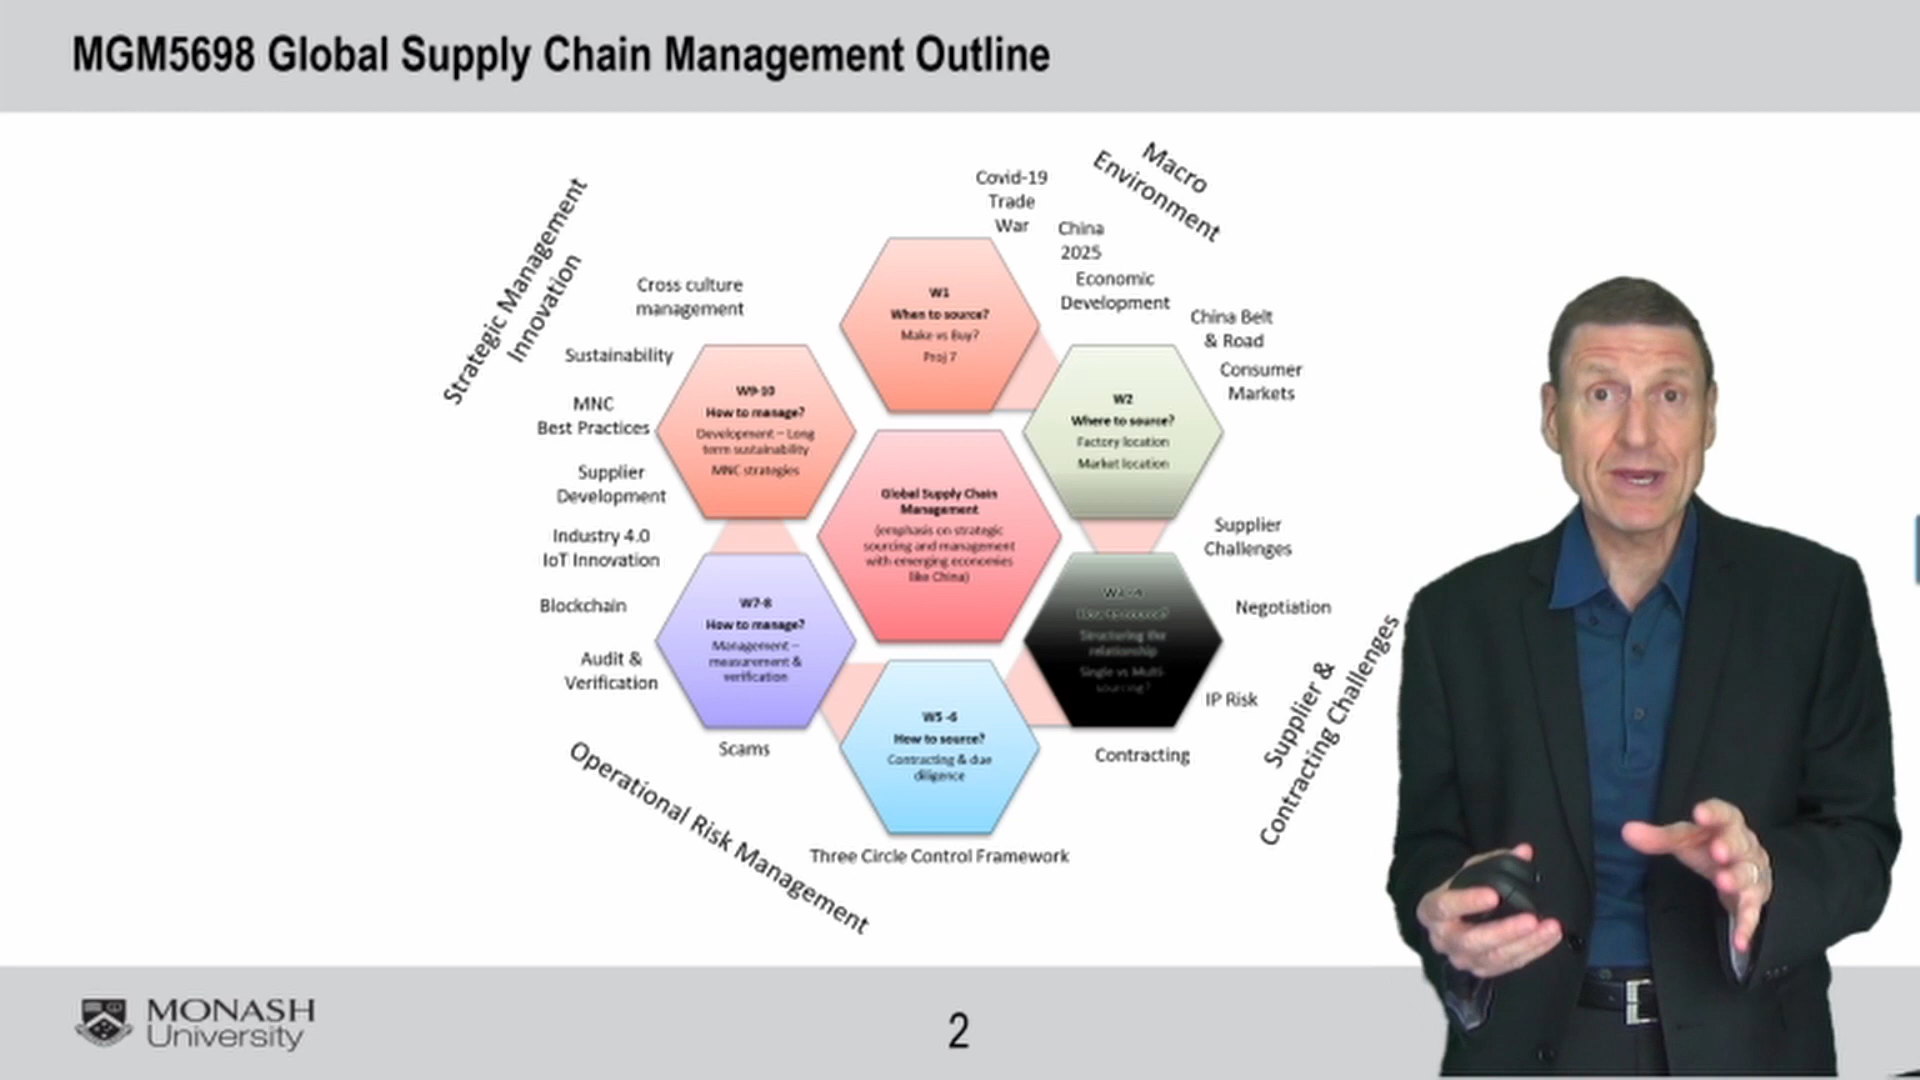 MGM5698 Global Supply Chain Management Outline
Macro
Environment
Covid-19
Trade
War
China
2025
Economic
Development
China Belt
& Road
Consumer
Markets
Strategic Management
Innovation
Cross culture
management
Sustainability
MNC
Best Practices
Supplier
Development
Industry 4.0
IoT Innovation
Blockchain
Audit &
Verification
Scams
Operational Risk Management
W1
When to source?
Make vs Buy?
Proj 7
W2
Where to source?
Factory location
Market location
W9-10
How to manage?
Development – Long
term sustainability
MNC strategies
Global Supply Chain
Management
(emphasis on strategic
sourcing and management
with emerging economies
like China)
W3 -4
How to source?
Structuring the
relationship
Single vs Multi-
sourcing?
W7-8
How to manage?
Management –
measurement &
verification
W5 -6
How to source?
Contracting & due
diligence
Supplier
Challenges
Negotiation
IP Risk
Contracting
Supplier &
Contracting Challenges
Three Circle Control Framework
MONASH
University
2